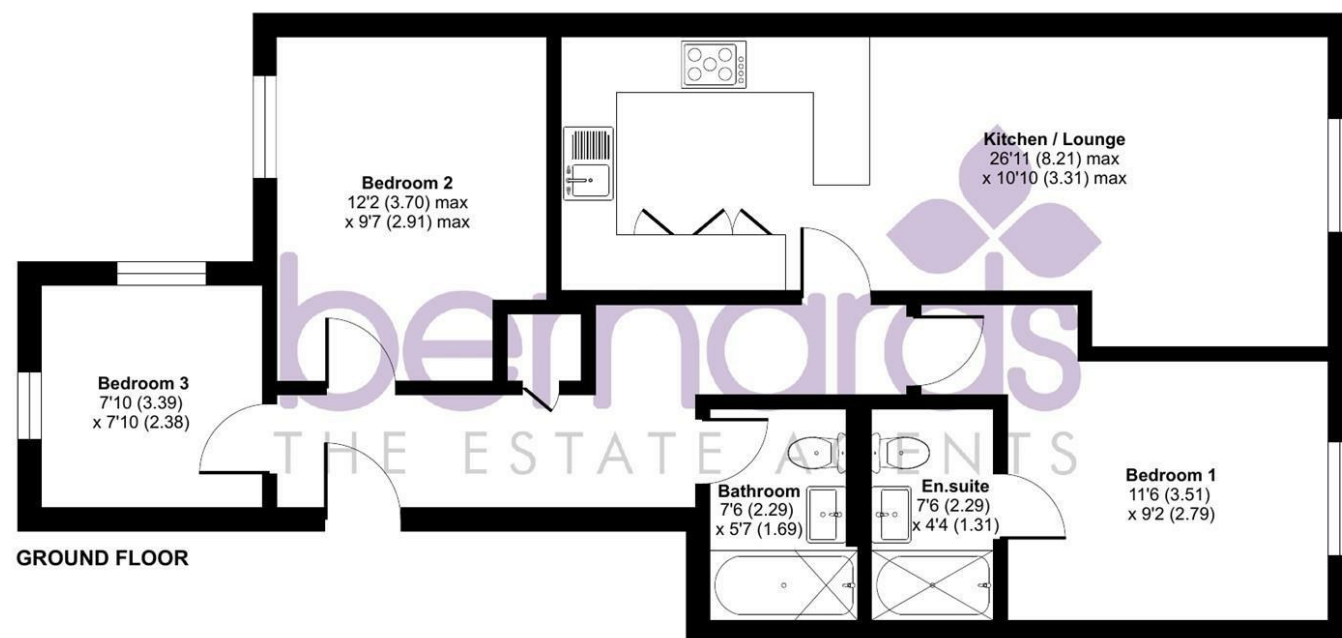 Kitchen / Lounge
26'11 (8.21) max
x 10'10 (3.31) max
Bedroom 2
12'2 (3.70) max
x 9'7 (2.91) max
bernards
THE ESTATE AGENTS
Bedroom 3
7'10 (3.39)
x 7'10 (2.38)
Bathroom
7'6 (2.29)
x 5'7 (1.69)
En.suite
7'6 (2.29)
x 4'4 (1.31)
Bedroom 1
11'6 (3.51)
x 9'2 (2.79)
GROUND FLOOR